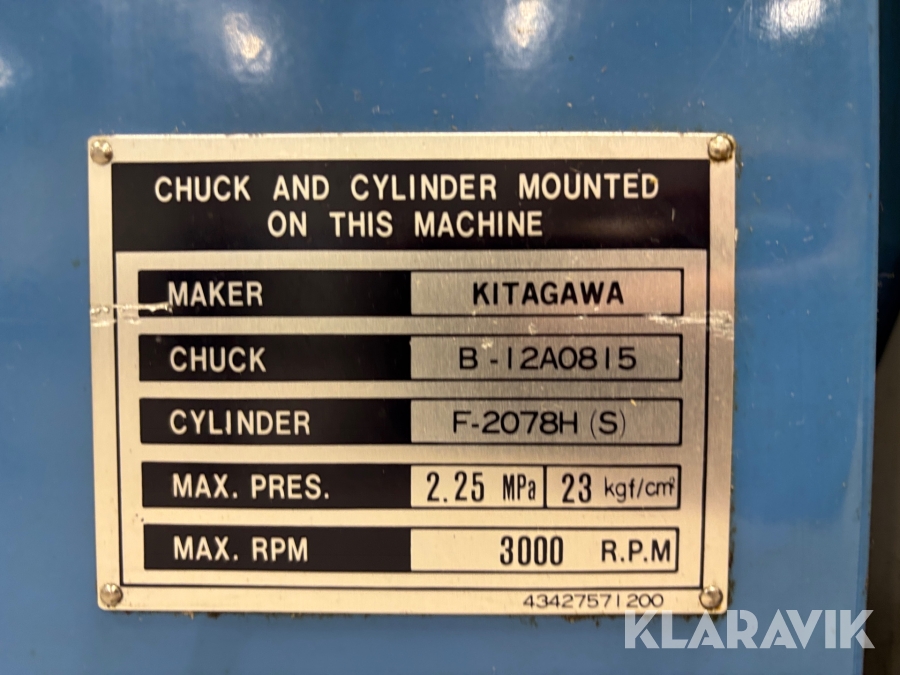 CHUCK AND CYLINDER MOUNTED
ON THIS MACHINE
MAKER KITAGAWA
CHUCK B-12A0815
CYLINDER F-2078H (S)
MAX. PRES. 2.25 MPa 23 kgf/cm²
MAX. RPM 3000 R.P.M
43427571200
KLARAVIK